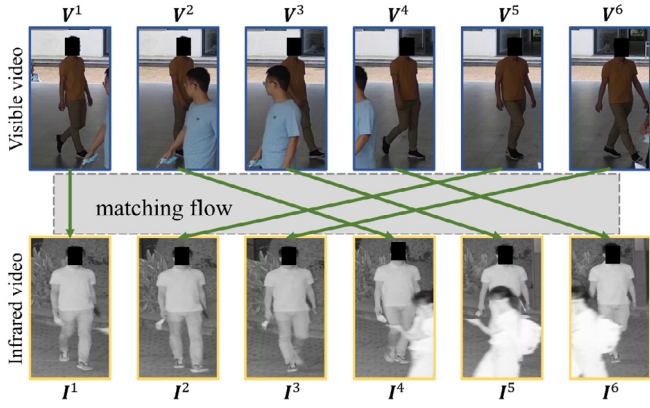 V¹ V² V³ V⁴ V⁵ V⁶
Visible video
matching flow
Infrared video
I¹ I² I³ I⁴ I⁵ I⁶